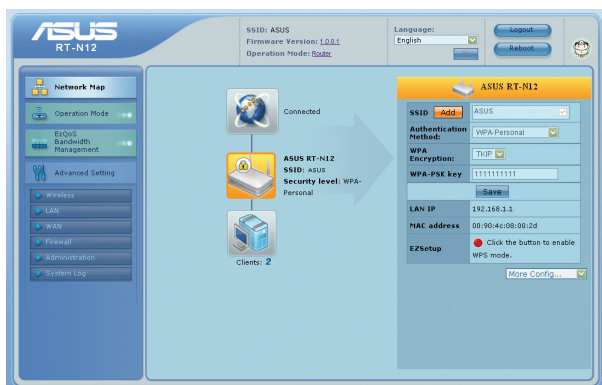 ASUS
RT-N12
SSID: ASUS
Firmware Version: 1.0.0.1
Operation Mode: Router
Language:
English
Logout
Reboot
Network Map
Operation Mode
EzQoS
Bandwidth
Management
Advanced Setting
Wireless
LAN
WAN
Firewall
Administration
System Log
Connected
ASUS RT-N12
SSID: ASUS
Security level: WPA-
Personal
Clients: 2
ASUS RT-N12
SSID Add ASUS
Authentication
Method: WPA-Personal
WPA
Encryption: TKIP
WPA-PSK key 1111111111
Save
LAN IP 192.168.1.1
MAC address 00:90:4c:08:00:2d
EZSetup Click the button to enable
WPS mode.
More Config...